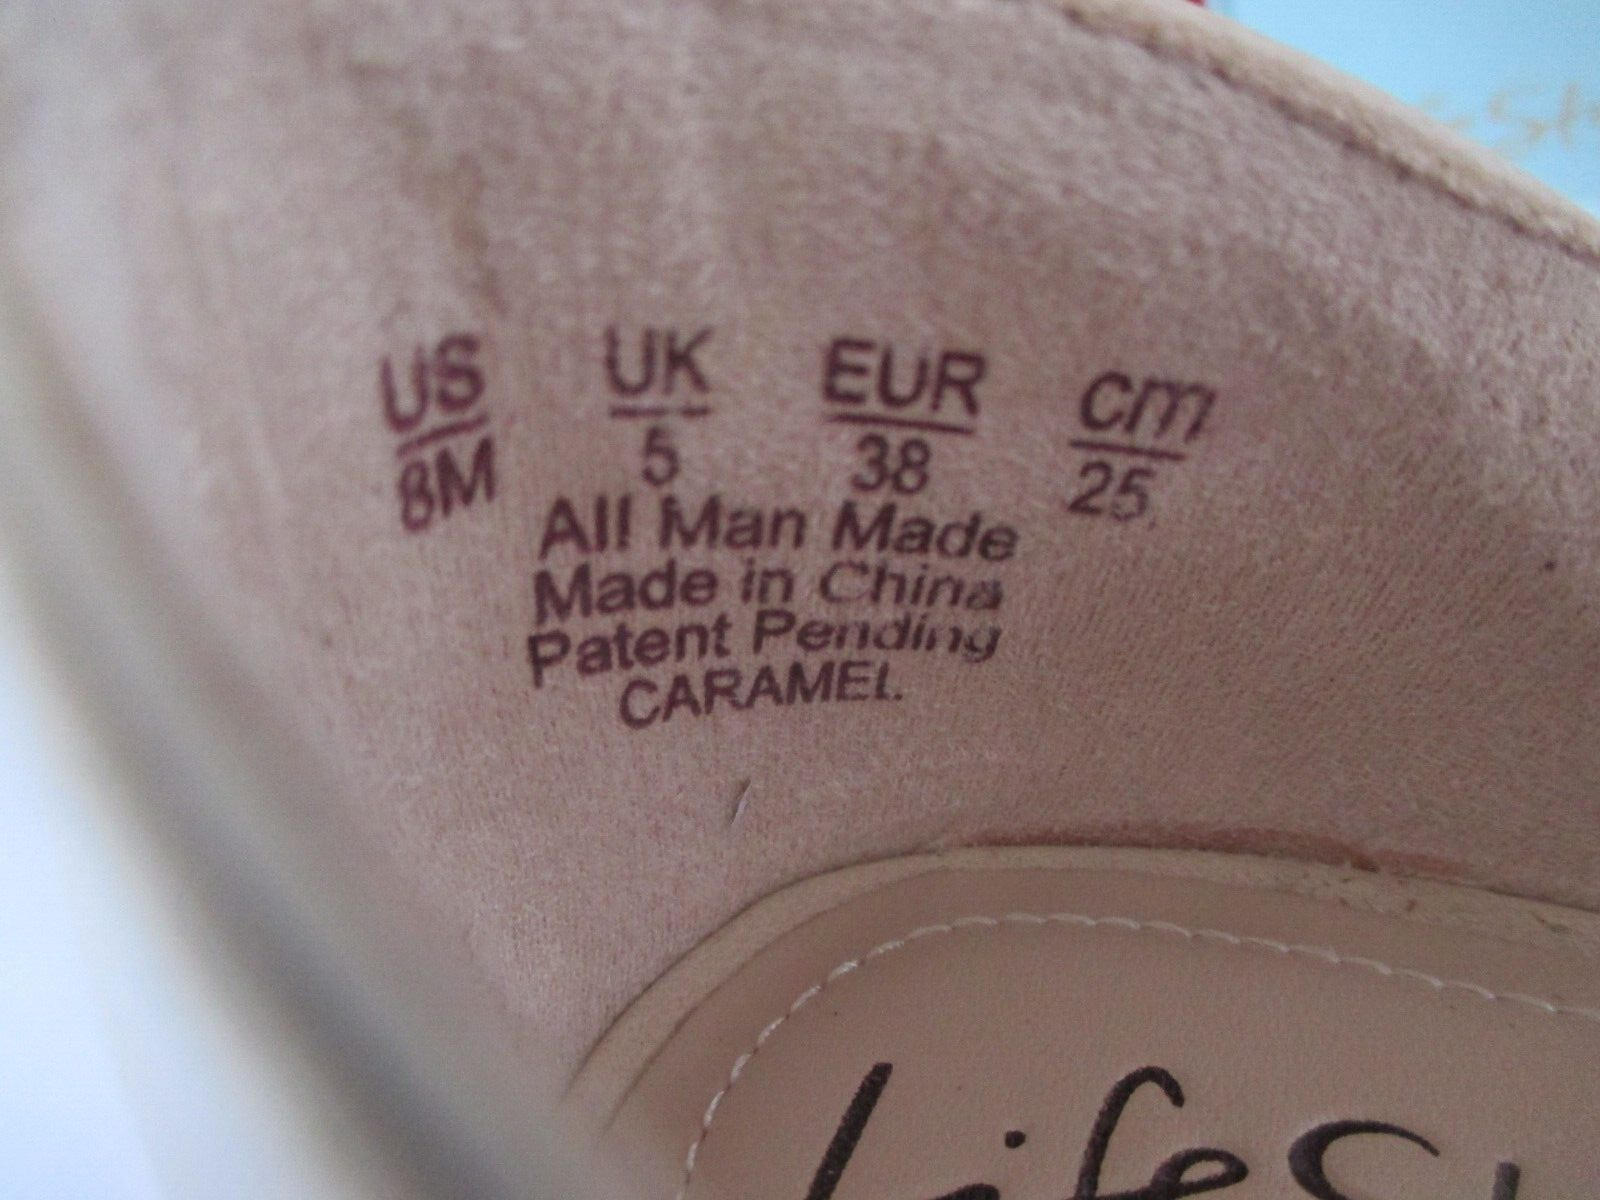 US UK EUR cm
8M 5 38 25
All Man Made
Made in China
Patent Pending
CARAMEL